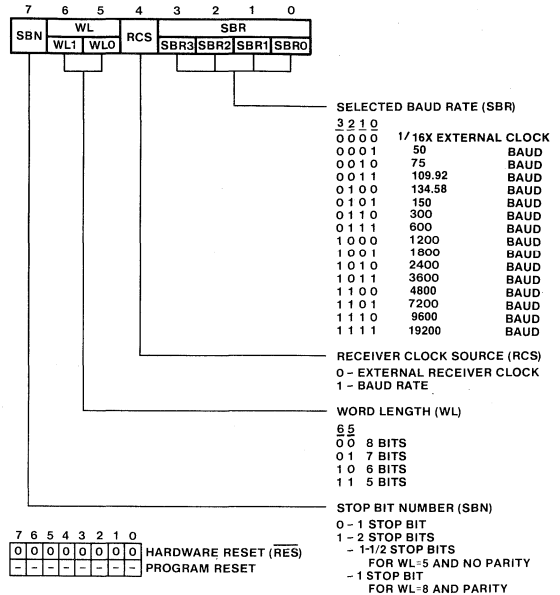 7 6 5 4 3 2 1 0
SBN WL RCS SBR
WL1 WL0 SBR3 SBR2 SBR1 SBR0
SELECTED BAUD RATE (SBR)
3 2 1 0
0 0 0 0 1/16X EXTERNAL CLOCK
0 0 0 1 50 BAUD
0 0 1 0 75 BAUD
0 0 1 1 109.92 BAUD
0 1 0 0 134.58 BAUD
0 1 0 1 150 BAUD
0 1 1 0 300 BAUD
0 1 1 1 600 BAUD
1 0 0 0 1200 BAUD
1 0 0 1 1800 BAUD
1 0 1 0 2400 BAUD
1 0 1 1 3600 BAUD
1 1 0 0 4800 BAUD
1 1 0 1 7200 BAUD
1 1 1 0 9600 BAUD
1 1 1 1 19200 BAUD
RECEIVER CLOCK SOURCE (RCS)
0 – EXTERNAL RECEIVER CLOCK
1 – BAUD RATE
WORD LENGTH (WL)
6 5
0 0 8 BITS
0 1 7 BITS
1 0 6 BITS
1 1 5 BITS
STOP BIT NUMBER (SBN)
0 – 1 STOP BIT
1 – 2 STOP BITS
– 1-1/2 STOP BITS
FOR WL=5 AND NO PARITY
– 1 STOP BIT
FOR WL=8 AND PARITY
7 6 5 4 3 2 1 0
0 0 0 0 0 0 0 0 HARDWARE RESET (RES)
– – – – – – – – PROGRAM RESET